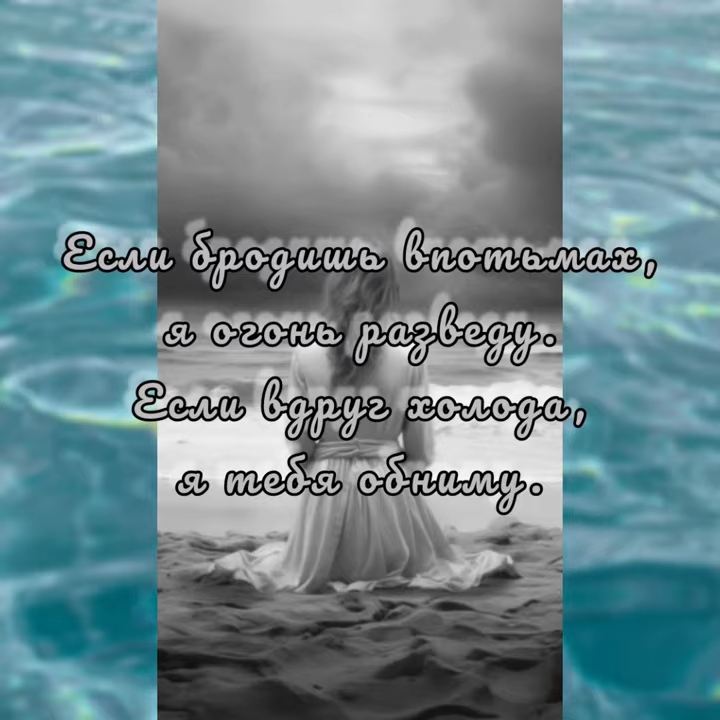 Если бродишь впотьмах,
я огонь разведу.
Если вдруг холода,
я тебя обниму.